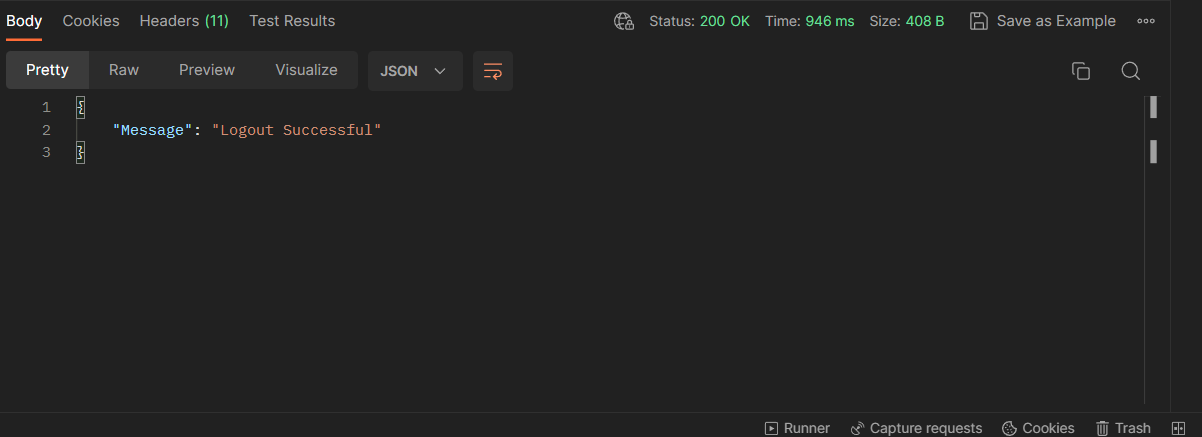 Body Cookies Headers (11) Test Results Status: 200 OK Time: 946 ms Size: 408 B Save as Example
Pretty Raw Preview Visualize JSON
1 {
2 "Message": "Logout Successful"
3 }
Runner Capture requests Cookies Trash